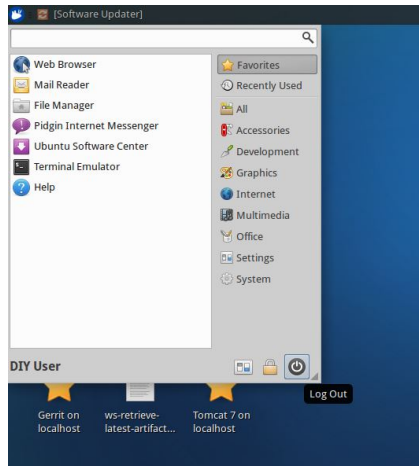 [Software Updater]
Web Browser
Mail Reader
File Manager
Pidgin Internet Messenger
Ubuntu Software Center
Terminal Emulator
Help
Favorites
Recently Used
All
Accessories
Development
Graphics
Internet
Multimedia
Office
Settings
System
DIY User
Log Out
Gerrit on
localhost
ws-retrieve-
latest-artifact...
Tomcat 7 on
localhost